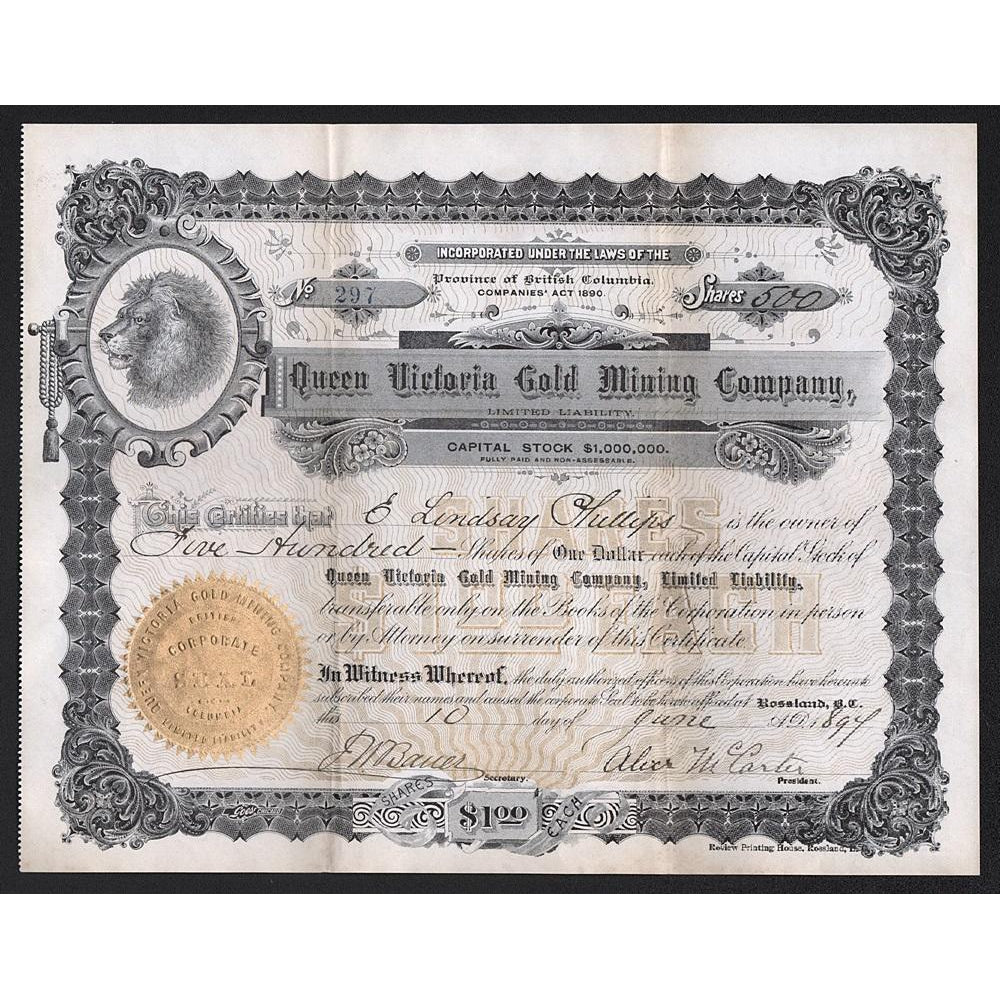 INCORPORATED UNDER THE LAWS OF THE
Province of British Columbia.
COMPANIES' ACT 1890.
No 297
Shares 500
Queen Victoria Gold Mining Company,
LIMITED LIABILITY.
CAPITAL STOCK $1,000,000.
FULLY PAID AND NON-ASSESSABLE.
This Certifies that E Lindsay Phillips is the owner of
Five Hundred — Shares of One Dollar each of the Capital Stock of
Queen Victoria Gold Mining Company, Limited Liability.
transferable only on the Books of the Corporation in person
or by Attorney on surrender of this Certificate.
In Witness Whereof, the duly authorized officers of this Corporation have hereunto
subscribed their names and caused the corporate Seal to be hereto affixed at Rossland, B.C.
this 10 day of June A.D. 1897
SHARES
$1.00 EACH
QUEEN VICTORIA GOLD MINING COMPANY
BRITISH
CORPORATE
SEAL
COLUMBIA
LIMITED LIABILITY
Secretary.
President.
SHARES
$1.00
EACH
Review Printing House, Rossland, B.C.